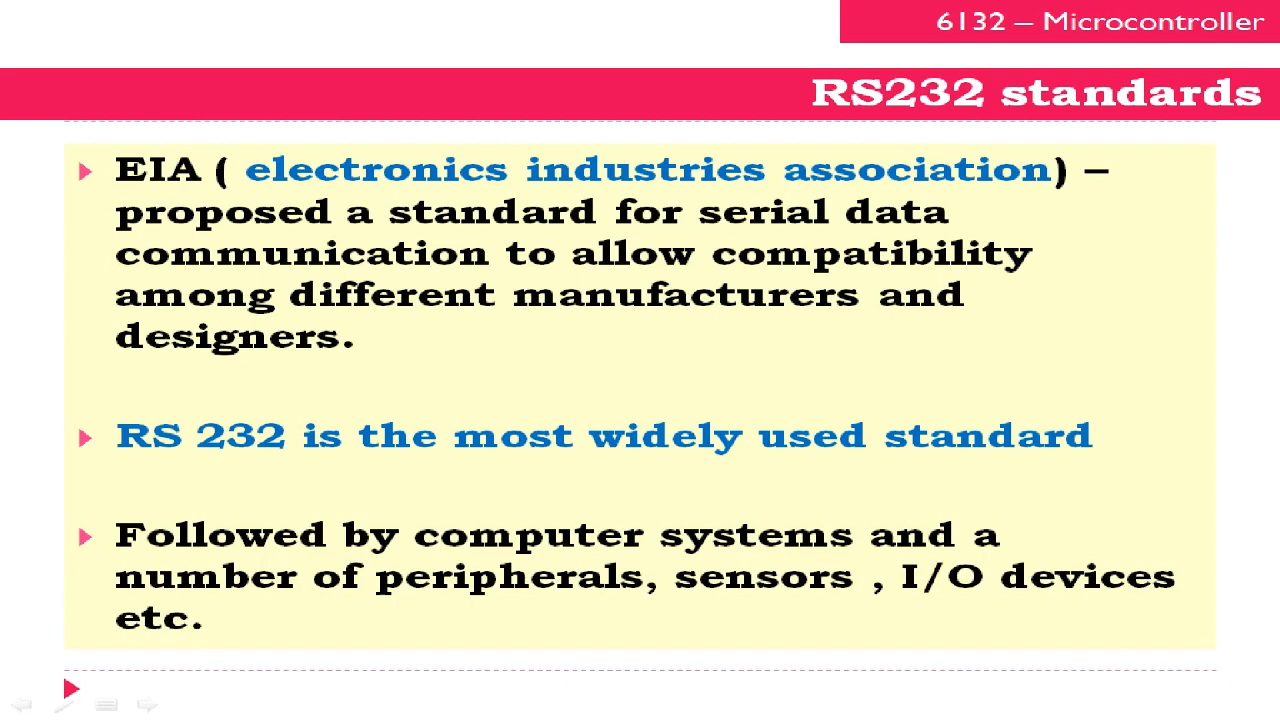 6132 – Microcontroller
RS232 standards
EIA ( electronics industries association) –
proposed a standard for serial data
communication to allow compatibility
among different manufacturers and
designers.
RS 232 is the most widely used standard
Followed by computer systems and a
number of peripherals, sensors , I/O devices
etc.